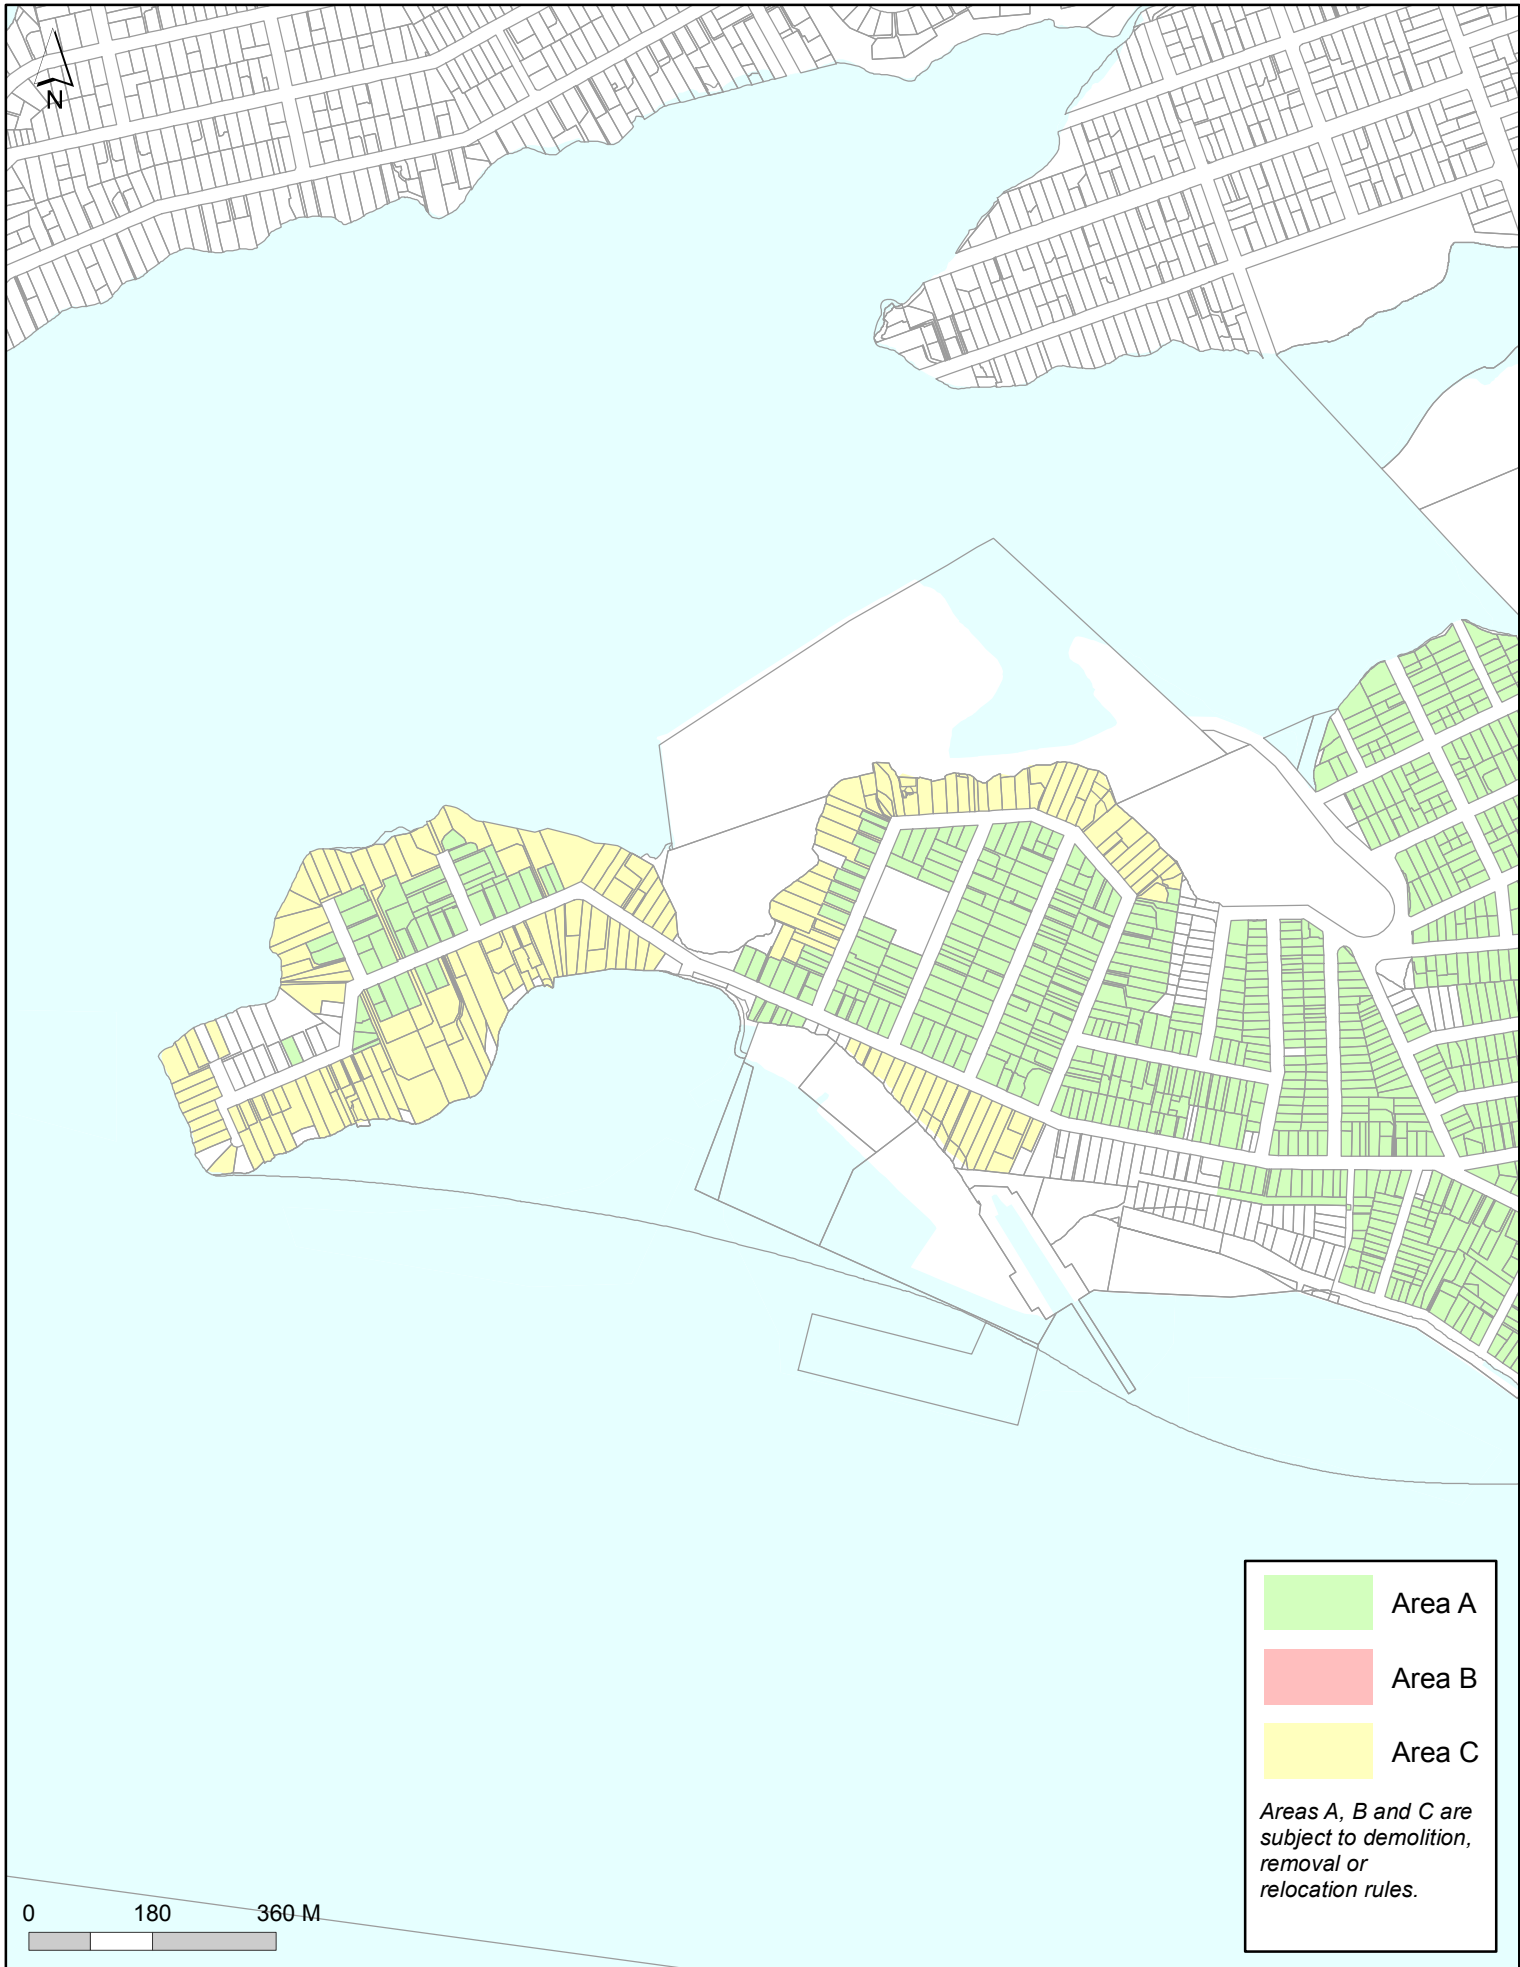 N
Area A
Area B
Area C
Areas A, B and C are
subject to demolition,
removal or
relocation rules.
0 180 360 M